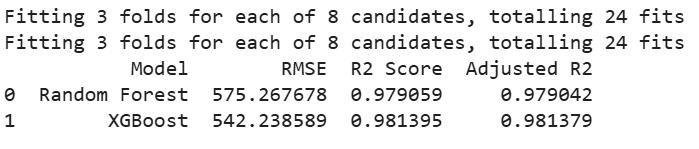 Fitting 3 folds for each of 8 candidates, totalling 24 fits
Fitting 3 folds for each of 8 candidates, totalling 24 fits
Model RMSE R2 Score Adjusted R2
0 Random Forest 575.267678 0.979059 0.979042
1 XGBoost 542.238589 0.981395 0.981379